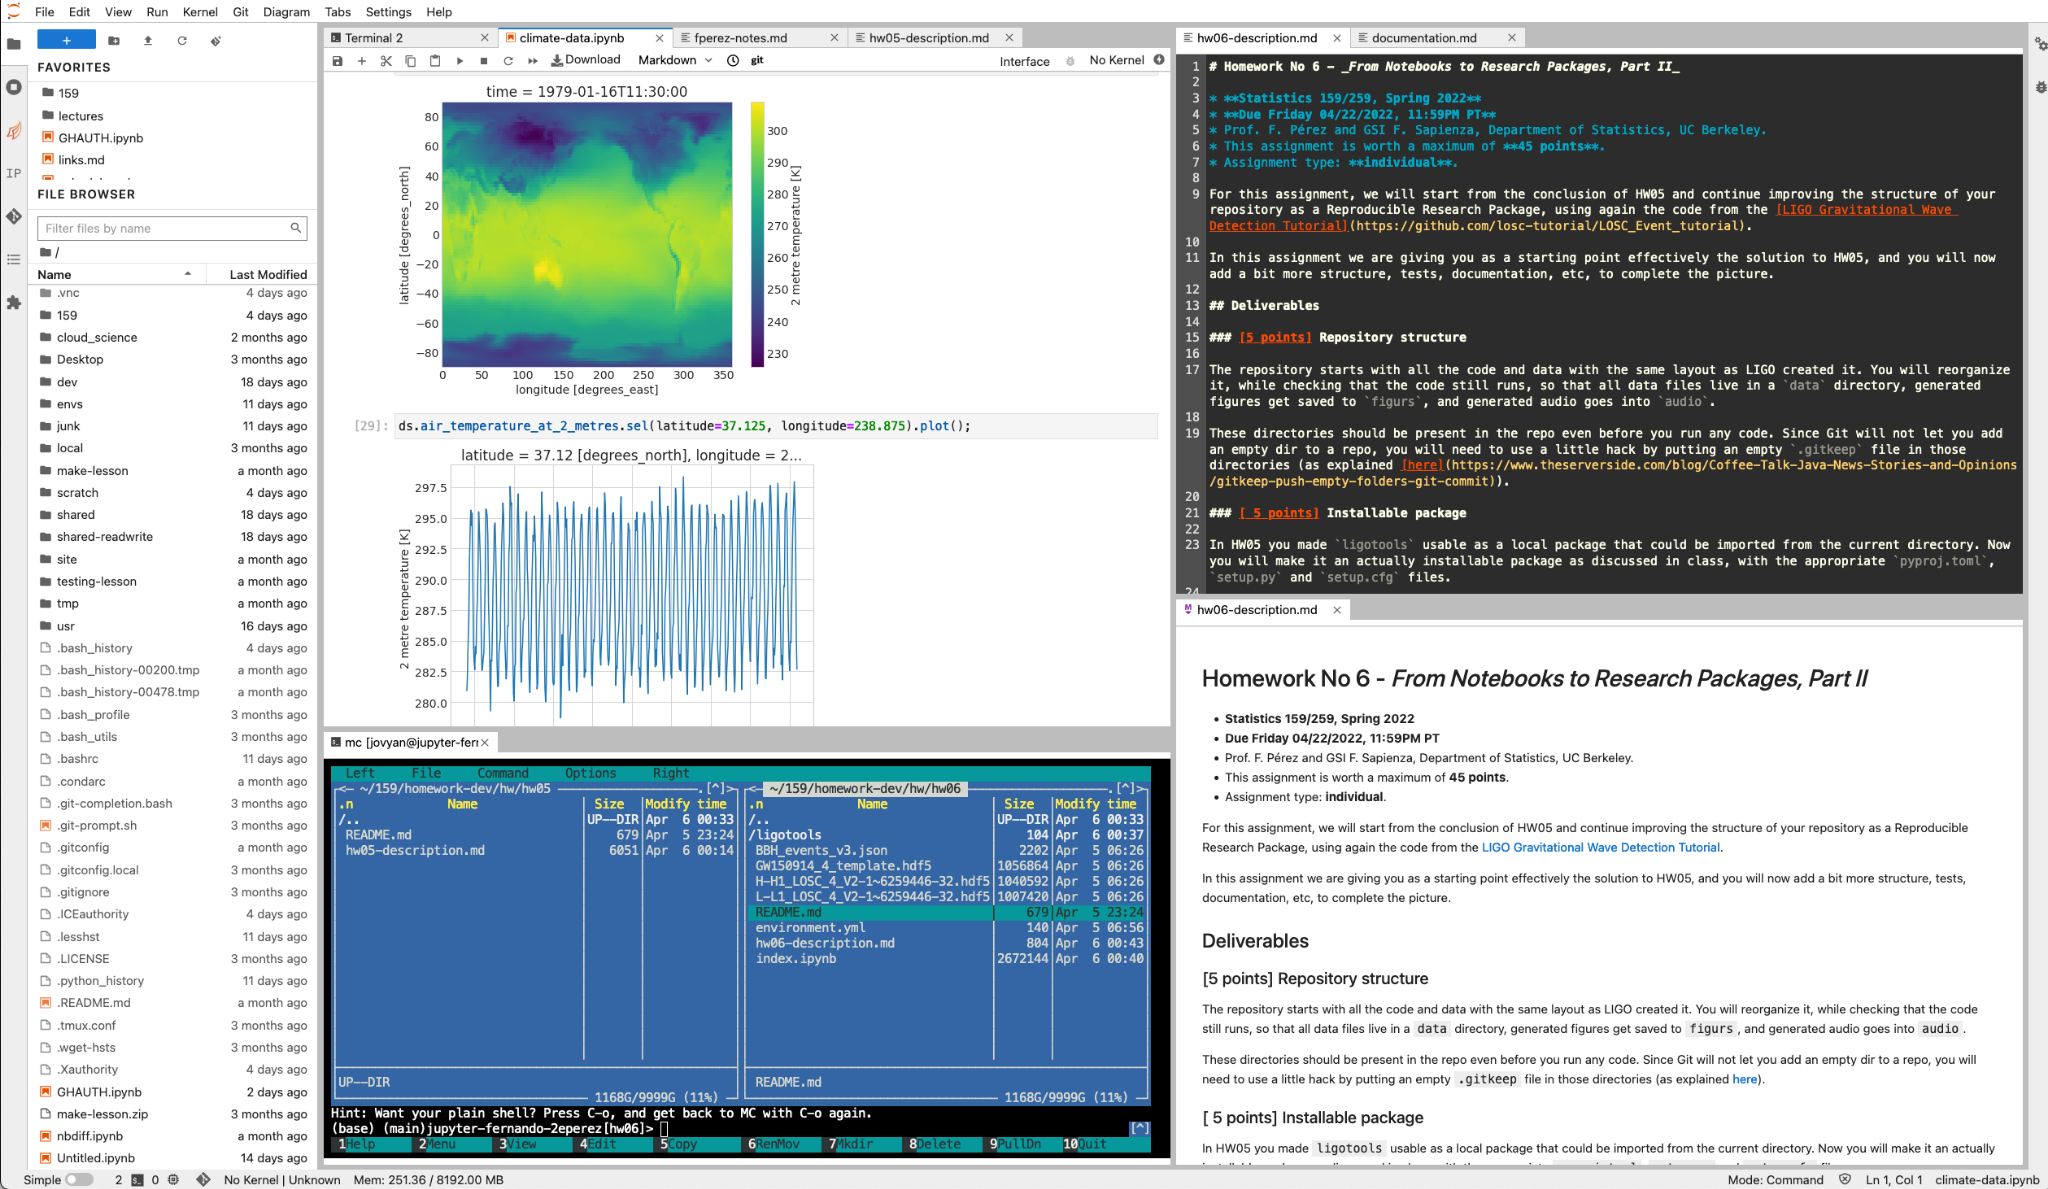 File Edit View Run Kernel Git Diagram Tabs Settings Help
+
FAVORITES
159
lectures
GHAUTH.ipynb
links.md
FILE BROWSER
Filter files by name
/
Name Last Modified
.vnc 4 days ago
159 4 days ago
cloud_science 2 months ago
Desktop 3 months ago
dev 18 days ago
envs 11 days ago
junk 11 days ago
local 3 months ago
make-lesson a month ago
scratch 4 days ago
shared 18 days ago
shared-readwrite 18 days ago
site a month ago
testing-lesson a month ago
tmp a month ago
usr 16 days ago
.bash_history 4 days ago
.bash_history-00200.tmp a month ago
.bash_history-00478.tmp a month ago
.bash_profile 3 months ago
.bash_utils 3 months ago
.bashrc 11 days ago
.condarc a month ago
.git-completion.bash 3 months ago
.git-prompt.sh 3 months ago
.gitconfig a month ago
.gitconfig.local 3 months ago
.gitignore 3 months ago
.ICEauthority 4 days ago
.lesshst 11 days ago
.LICENSE 3 months ago
.python_history 11 days ago
.README.md a month ago
.tmux.conf 3 months ago
.wget-hsts 3 months ago
.Xauthority 4 days ago
GHAUTH.ipynb 2 days ago
make-lesson.zip 3 months ago
nbdiff.ipynb a month ago
Untitled.ipynb 14 days ago
IP
Terminal 2 climate-data.ipynb fperez-notes.md hw05-description.md
Download Markdown git Interface No Kernel
time = 1979-01-16T11:30:00
80
60
40
20
0
−20
−40
−60
−80
latitude [degrees_north]
0 50 100 150 200 250 300 350
longitude [degrees_east]
300
290
280
270
260
250
240
230
2 metre temperature [K]
[29]: ds.air_temperature_at_2_metres.sel(latitude=37.125, longitude=238.875).plot();
latitude = 37.12 [degrees_north], longitude = 2...
297.5
295.0
292.5
290.0
287.5
285.0
282.5
280.0
2 metre temperature [K]
mc [jovyan@jupyter-fer
Left File Command Options Right
<─ ~/159/homework-dev/hw/hw05 .[^]>
.n Name Size Modify time
/.. UP--DIR Apr 6 00:33
README.md 679 Apr 5 23:24
hw05-description.md 6051 Apr 6 00:14
UP--DIR
1168G/9999G (11%)
<─ ~/159/homework-dev/hw/hw06 .[^]>
.n Name Size Modify time
/.. UP--DIR Apr 6 00:33
/ligotools 104 Apr 6 00:37
BBH_events_v3.json 2202 Apr 5 06:26
GW150914_4_template.hdf5 1056864 Apr 5 06:26
H-H1_LOSC_4_V2-1~6259446-32.hdf5 1040592 Apr 5 06:26
L-L1_LOSC_4_V2-1~6259446-32.hdf5 1007420 Apr 5 06:26
README.md 679 Apr 5 23:24
environment.yml 140 Apr 5 06:56
hw06-description.md 804 Apr 6 00:43
index.ipynb 2672144 Apr 6 00:40
README.md
1168G/9999G (11%)
Hint: Want your plain shell? Press C-o, and get back to MC with C-o again.
(base) (main)jupyter-fernando-2eperez[hw06]> [^]
1Help 2Menu 3View 4Edit 5Copy 6RenMov 7Mkdir 8Delete 9PullDn 10Quit
hw06-description.md documentation.md
1 # Homework No 6 - _From Notebooks to Research Packages, Part II_
2
3 * **Statistics 159/259, Spring 2022**
4 * **Due Friday 04/22/2022, 11:59PM PT**
5 * Prof. F. Pérez and GSI F. Sapienza, Department of Statistics, UC Berkeley.
6 * This assignment is worth a maximum of **45 points**.
7 * Assignment type: **individual**.
8
9 For this assignment, we will start from the conclusion of HW05 and continue improving the structure of your
repository as a Reproducible Research Package, using again the code from the [LIGO Gravitational Wave
Detection Tutorial](https://github.com/losc-tutorial/LOSC_Event_tutorial).
10
11 In this assignment we are giving you as a starting point effectively the solution to HW05, and you will now
add a bit more structure, tests, documentation, etc, to complete the picture.
12
13 ## Deliverables
14
15 ### [5 points] Repository structure
16
17 The repository starts with all the code and data with the same layout as LIGO created it. You will reorganize
it, while checking that the code still runs, so that all data files live in a `data` directory, generated
figures get saved to `figurs`, and generated audio goes into `audio`.
18
19 These directories should be present in the repo even before you run any code. Since Git will not let you add
an empty dir to a repo, you will need to use a little hack by putting an empty `.gitkeep` file in those
directories (as explained [here](https://www.theserverside.com/blog/Coffee-Talk-Java-News-Stories-and-Opinions
/gitkeep-push-empty-folders-git-commit)).
20
21 ### [ 5 points] Installable package
22
23 In HW05 you made `ligotools` usable as a local package that could be imported from the current directory. Now
you will make it an actually installable package as discussed in class, with the appropriate `pyproj.toml`,
`setup.py` and `setup.cfg` files.
24
hw06-description.md
Homework No 6 - From Notebooks to Research Packages, Part II
• Statistics 159/259, Spring 2022
• Due Friday 04/22/2022, 11:59PM PT
• Prof. F. Pérez and GSI F. Sapienza, Department of Statistics, UC Berkeley.
• This assignment is worth a maximum of 45 points.
• Assignment type: individual.
For this assignment, we will start from the conclusion of HW05 and continue improving the structure of your repository as a Reproducible
Research Package, using again the code from the LIGO Gravitational Wave Detection Tutorial.
In this assignment we are giving you as a starting point effectively the solution to HW05, and you will now add a bit more structure, tests,
documentation, etc, to complete the picture.
Deliverables
[5 points] Repository structure
The repository starts with all the code and data with the same layout as LIGO created it. You will reorganize it, while checking that the code
still runs, so that all data files live in a data directory, generated figures get saved to figurs, and generated audio goes into audio.
These directories should be present in the repo even before you run any code. Since Git will not let you add an empty dir to a repo, you will
need to use a little hack by putting an empty .gitkeep file in those directories (as explained here).
[ 5 points] Installable package
In HW05 you made ligotools usable as a local package that could be imported from the current directory. Now you will make it an actually
Simple 2 0 No Kernel | Unknown Mem: 251.36 / 8192.00 MB Mode: Command Ln 1, Col 1 climate-data.ipynb